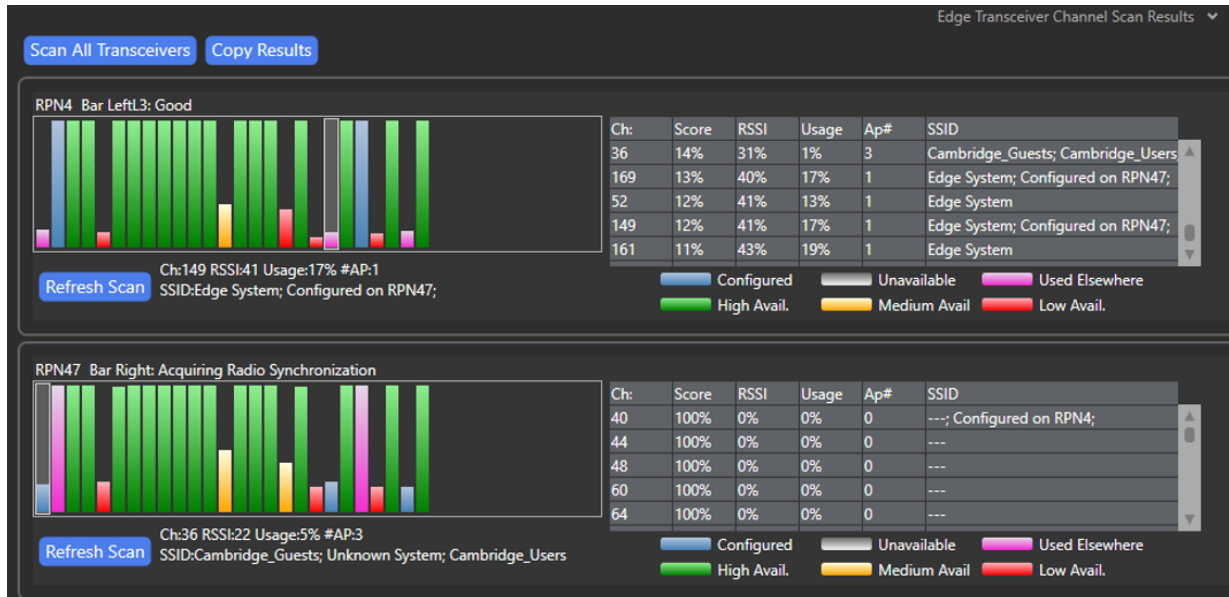 Edge Transceiver Channel Scan Results
Scan All Transceivers Copy Results
RPN4 Bar LeftL3: Good
Ch: Score RSSI Usage Ap# SSID
36 14% 31% 1% 3 Cambridge_Guests; Cambridge_Users
169 13% 40% 17% 1 Edge System; Configured on RPN47;
52 12% 41% 13% 1 Edge System
149 12% 41% 17% 1 Edge System; Configured on RPN47;
161 11% 43% 19% 1 Edge System
Refresh Scan
Ch:149 RSSI:41 Usage:17% #AP:1
SSID:Edge System; Configured on RPN47;
Configured Unavailable Used Elsewhere
High Avail. Medium Avail Low Avail.
RPN47 Bar Right: Acquiring Radio Synchronization
Ch: Score RSSI Usage Ap# SSID
40 100% 0% 0% 0 ---; Configured on RPN4;
44 100% 0% 0% 0 ---
48 100% 0% 0% 0 ---
60 100% 0% 0% 0 ---
64 100% 0% 0% 0 ---
Refresh Scan
Ch:36 RSSI:22 Usage:5% #AP:3
SSID:Cambridge_Guests; Unknown System; Cambridge_Users
Configured Unavailable Used Elsewhere
High Avail. Medium Avail Low Avail.